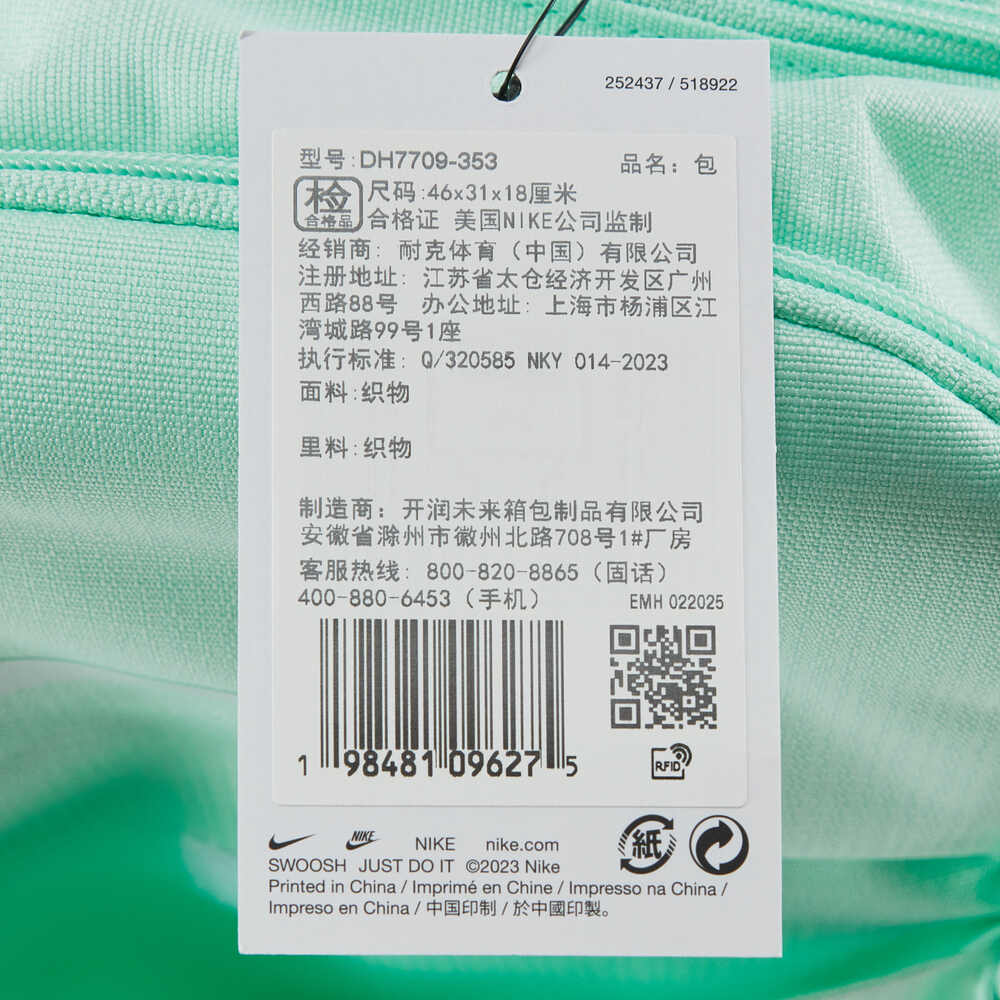 252437 / 518922
型号:DH7709-353 品名：包
检 合格品 尺码:46x31x18厘米
合格证 美国NIKE公司监制
经销商：耐克体育（中国）有限公司
注册地址：江苏省太仓经济开发区广州
西路88号 办公地址：上海市杨浦区江
湾城路99号1座
执行标准：Q/320585 NKY 014-2023
面料:织物
里料:织物
制造商：开润未来箱包制品有限公司
安徽省滁州市徽州北路708号1#厂房
客服热线：800-820-8865（固话）
400-880-6453（手机） EMH 022025
1 98481 09627 5
RFID
NIKE NIKE nike.com
SWOOSH JUST DO IT ©2023 Nike
紙
Printed in China / Imprimé en Chine / Impresso na China /
Impreso en China / 中国印制 / 於中國印製。